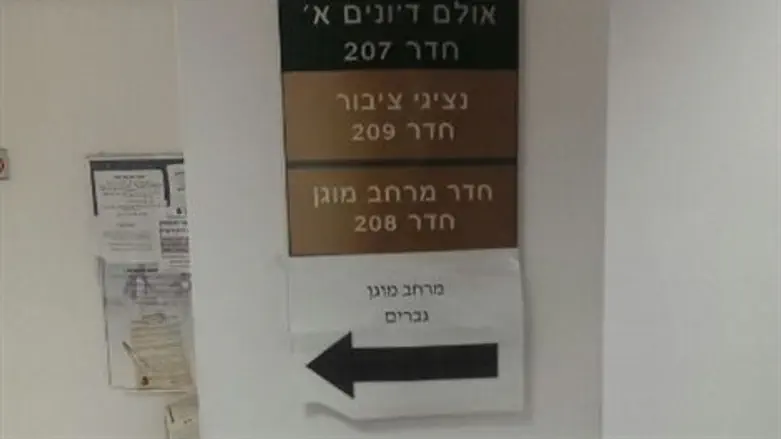 אולם דיונים א׳
חדר 207
נציגי ציבור
חדר 209
חדר מרחב מוגן
חדר 208
מרחב מוגן
גברים